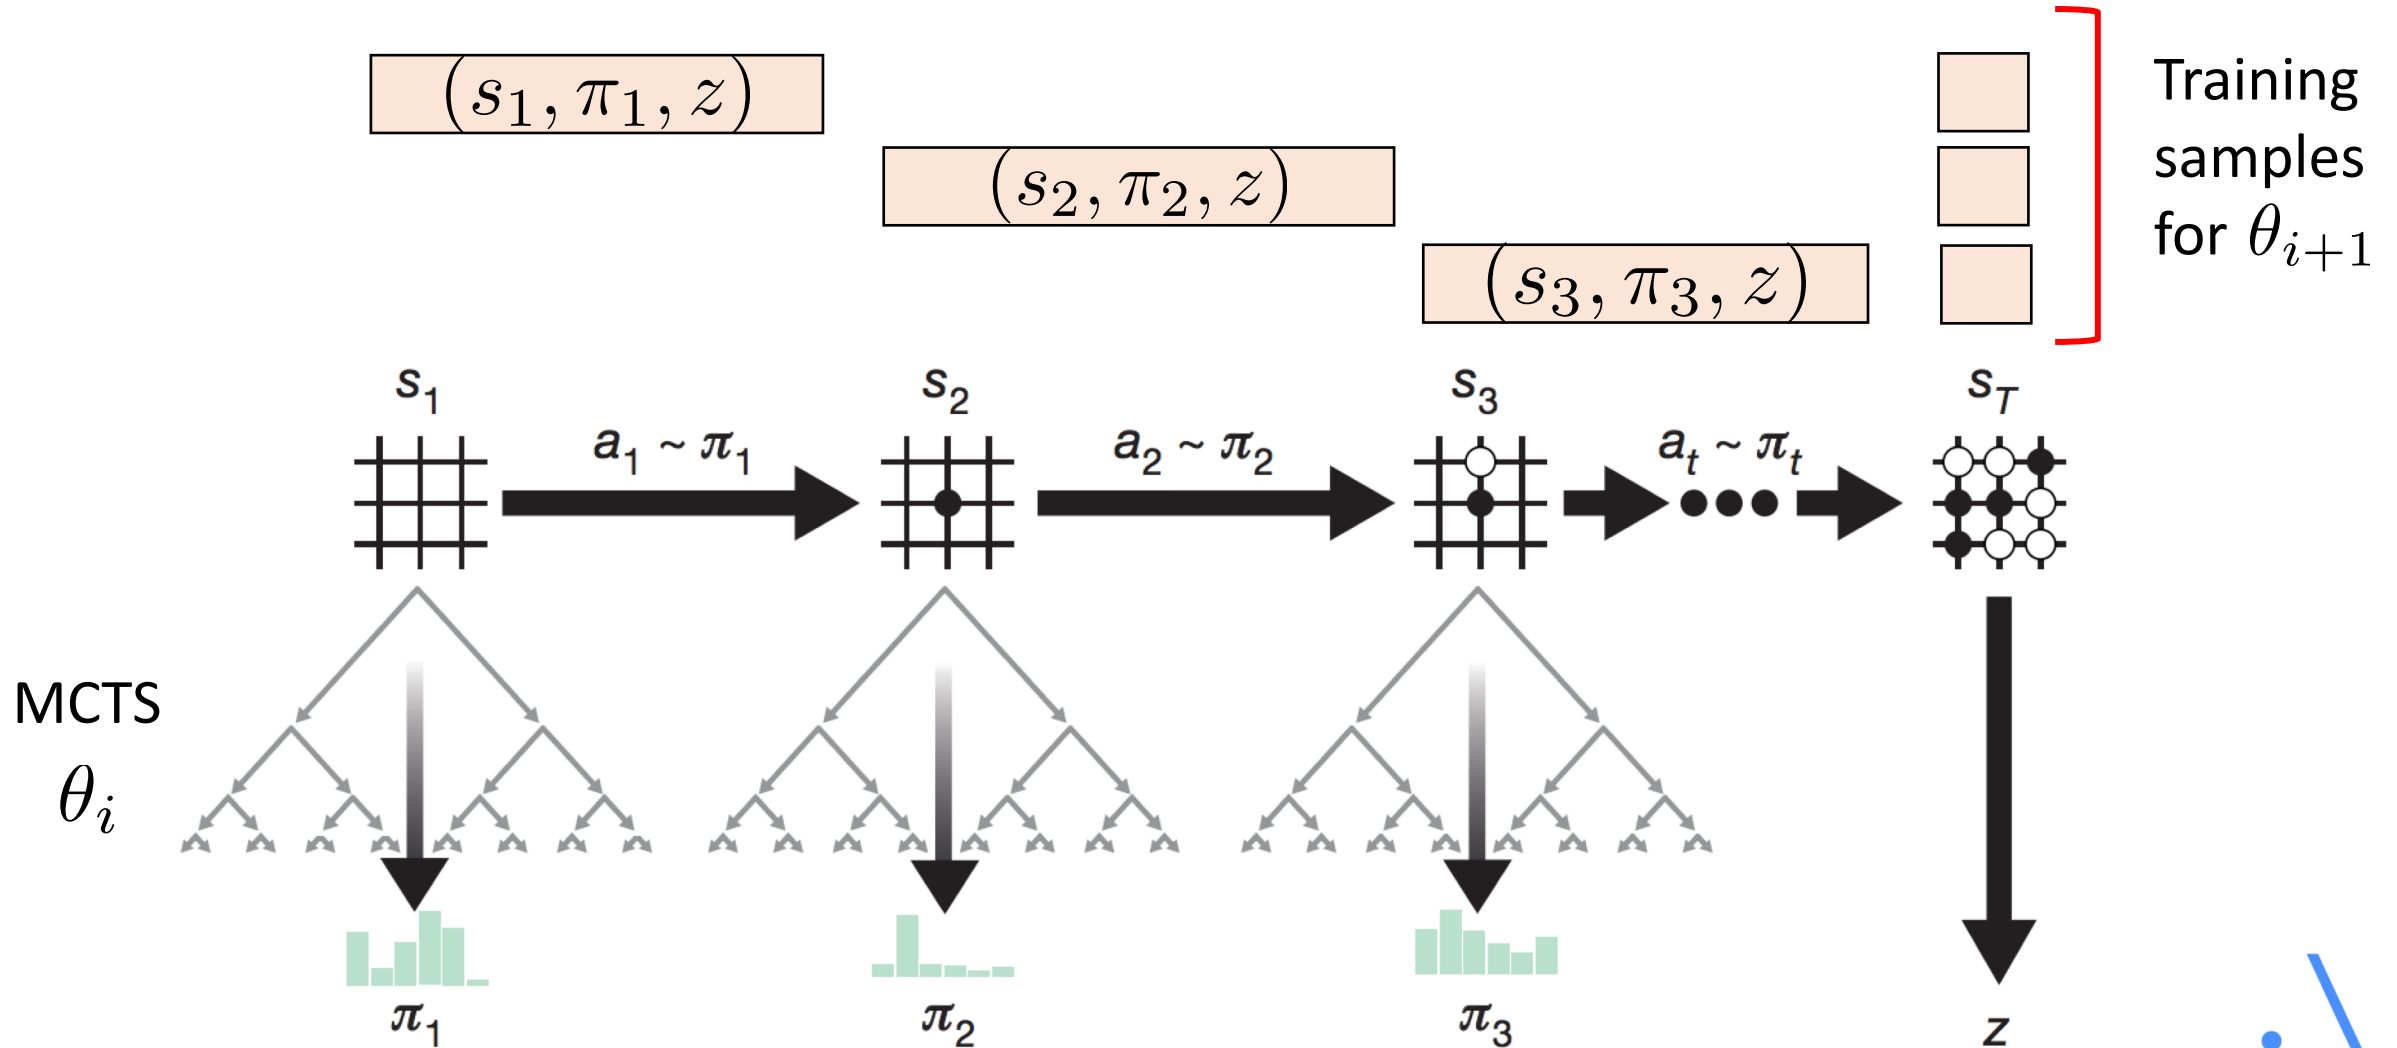 (s₁, π₁, z)
(s₂, π₂, z)
(s₃, π₃, z)
Training
samples
for θᵢ₊₁
s₁
s₂
s₃
s_T
a₁ ~ π₁
a₂ ~ π₂
aₜ ~ πₜ
MCTS
θᵢ
π₁
π₂
π₃
z